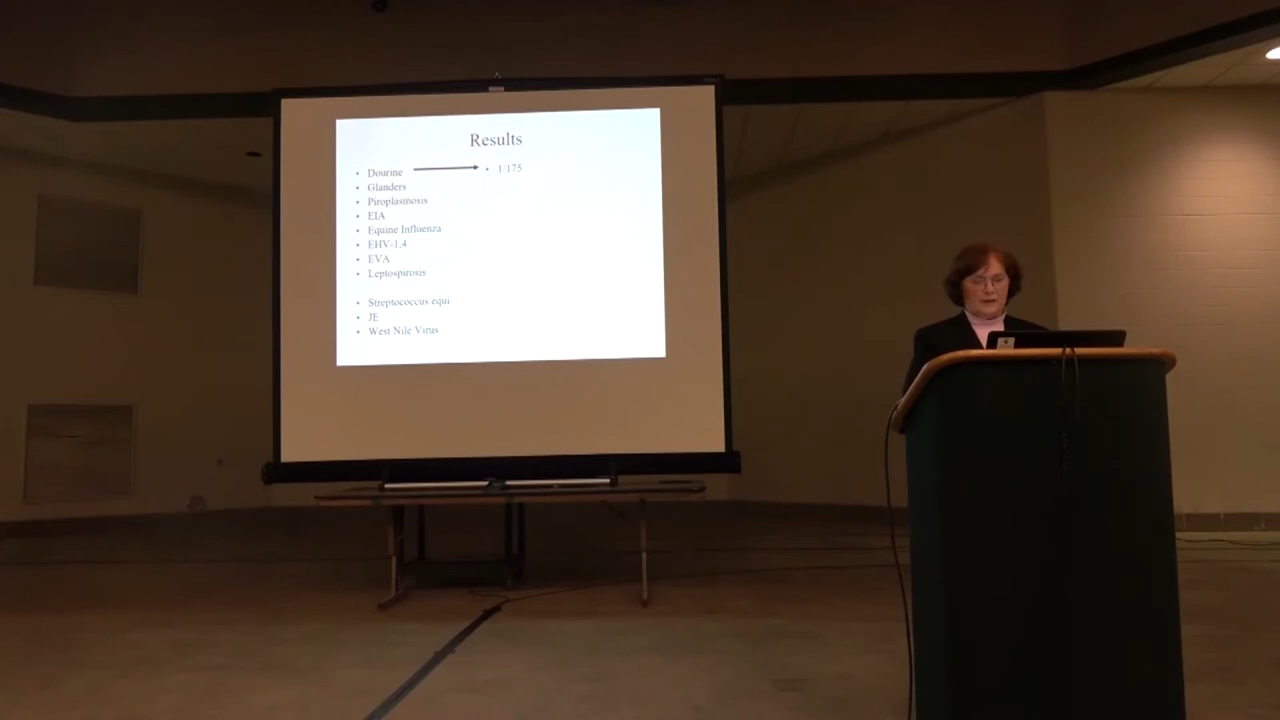 Results
• Dourine • 1/175
• Glanders
• Piroplasmosis
• EIA
• Equine Influenza
• EHV-1,4
• EVA
• Leptospirosis
• Streptococcus equi
• JE
• West Nile Virus